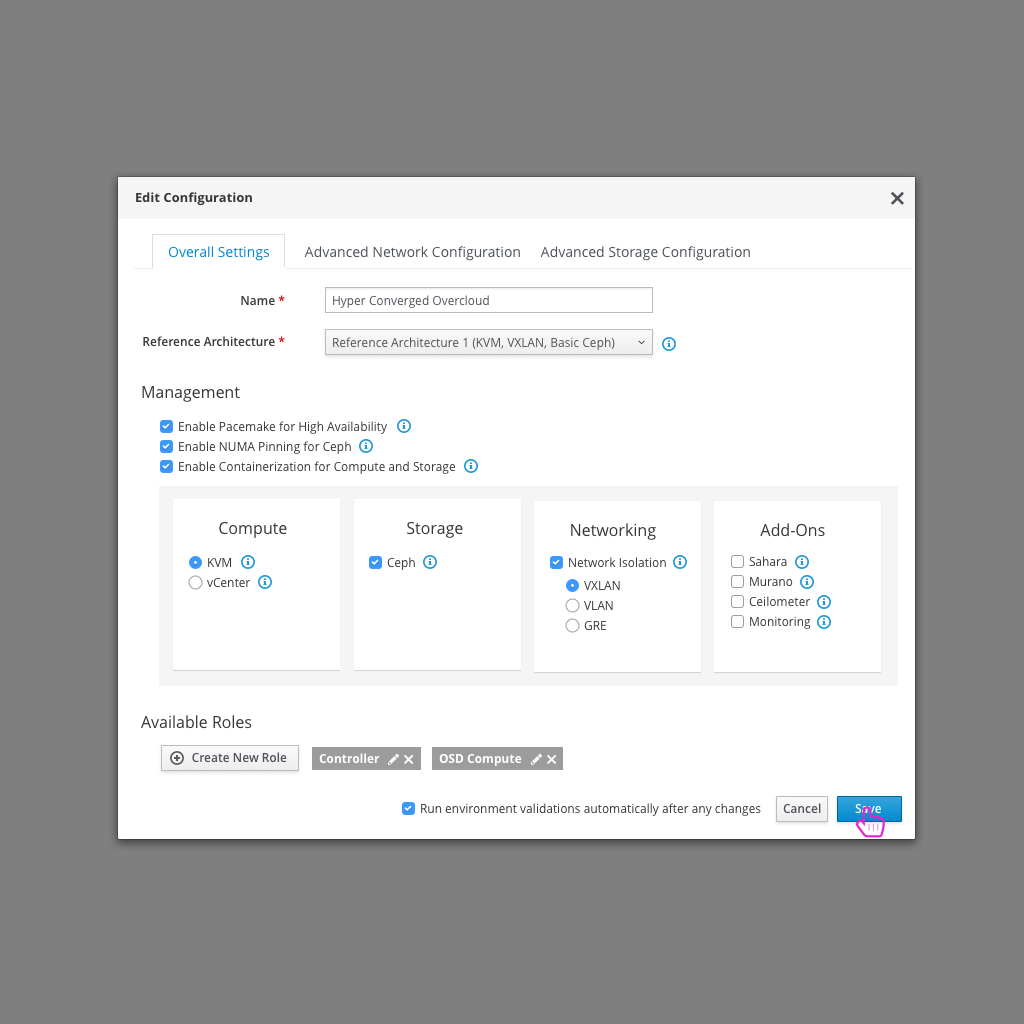 Edit Configuration
Overall Settings Advanced Network Configuration Advanced Storage Configuration
Name * Hyper Converged Overcloud
Reference Architecture * Reference Architecture 1 (KVM, VXLAN, Basic Ceph)
Management
Enable Pacemake for High Availability
Enable NUMA Pinning for Ceph
Enable Containerization for Compute and Storage
Compute
KVM
vCenter
Storage
Ceph
Networking
Network Isolation
VXLAN
VLAN
GRE
Add-Ons
Sahara
Murano
Ceilometer
Monitoring
Available Roles
Create New Role Controller OSD Compute
Run environment validations automatically after any changes Cancel Save